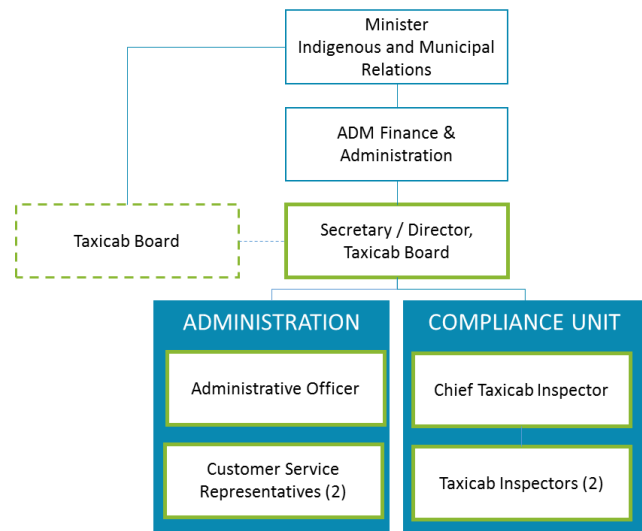 Minister
Indigenous and Municipal
Relations
ADM Finance &
Administration
Taxicab Board
Secretary / Director,
Taxicab Board
ADMINISTRATION
Administrative Officer
Customer Service
Representatives (2)
COMPLIANCE UNIT
Chief Taxicab Inspector
Taxicab Inspectors (2)